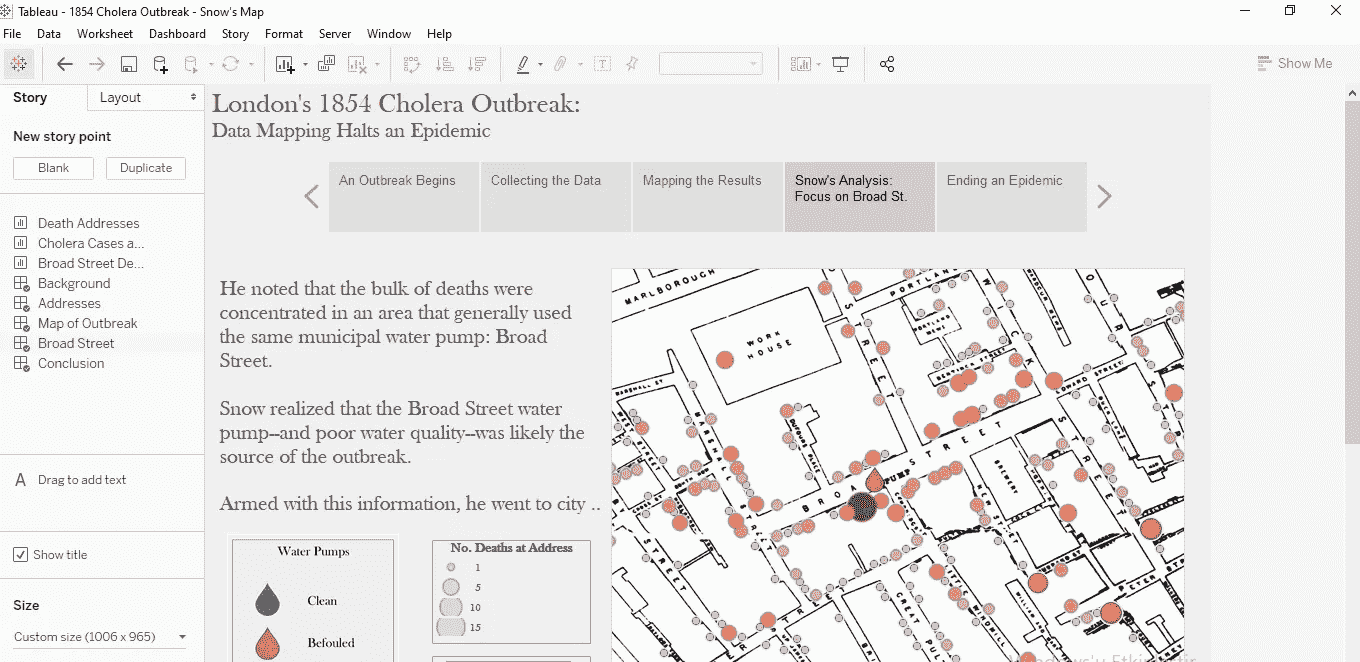 Tableau - 1854 Cholera Outbreak - Snow's Map
File Data Worksheet Dashboard Story Format Server Window Help
Show Me
Story Layout
New story point
Blank Duplicate
Death Addresses
Cholera Cases a...
Broad Street De...
Background
Addresses
Map of Outbreak
Broad Street
Conclusion
A Drag to add text
Show title
Size
Custom size (1006 x 965)
London's 1854 Cholera Outbreak:
Data Mapping Halts an Epidemic
An Outbreak Begins
Collecting the Data
Mapping the Results
Snow's Analysis:
Focus on Broad St.
Ending an Epidemic
He noted that the bulk of deaths were
concentrated in an area that generally used
the same municipal water pump: Broad
Street.
Snow realized that the Broad Street water
pump--and poor water quality--was likely the
source of the outbreak.
Armed with this information, he went to city ..
Water Pumps
Clean
Befouled
No. Deaths at Address
1
5
10
15
MARLBOROUGH
PORTLAND
WORK
HOUSE
STREET
BROAD
PUMP
STREET
BREWERY
STREET
STREET
GREAT
WINDMILL
PETER